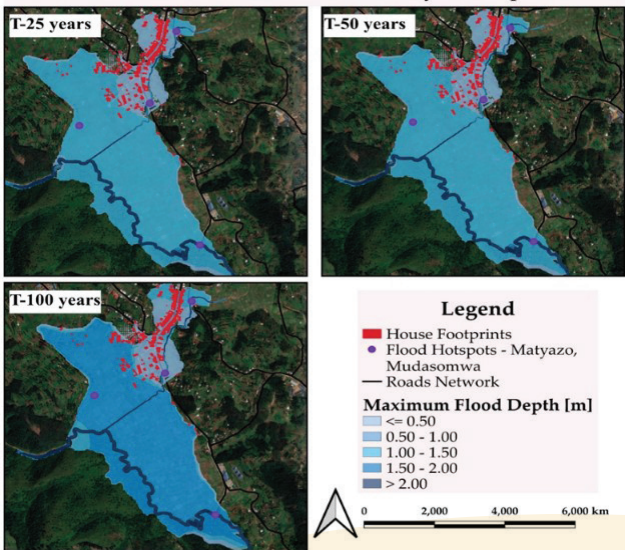 T-25 years
T-50 years
T-100 years
Legend
House Footprints
Flood Hotspots - Matyazo,
Mudasomwa
Roads Network
Maximum Flood Depth [m]
<= 0.50
0.50 - 1.00
1.00 - 1.50
1.50 - 2.00
> 2.00
0 2,000 4,000 6,000 km